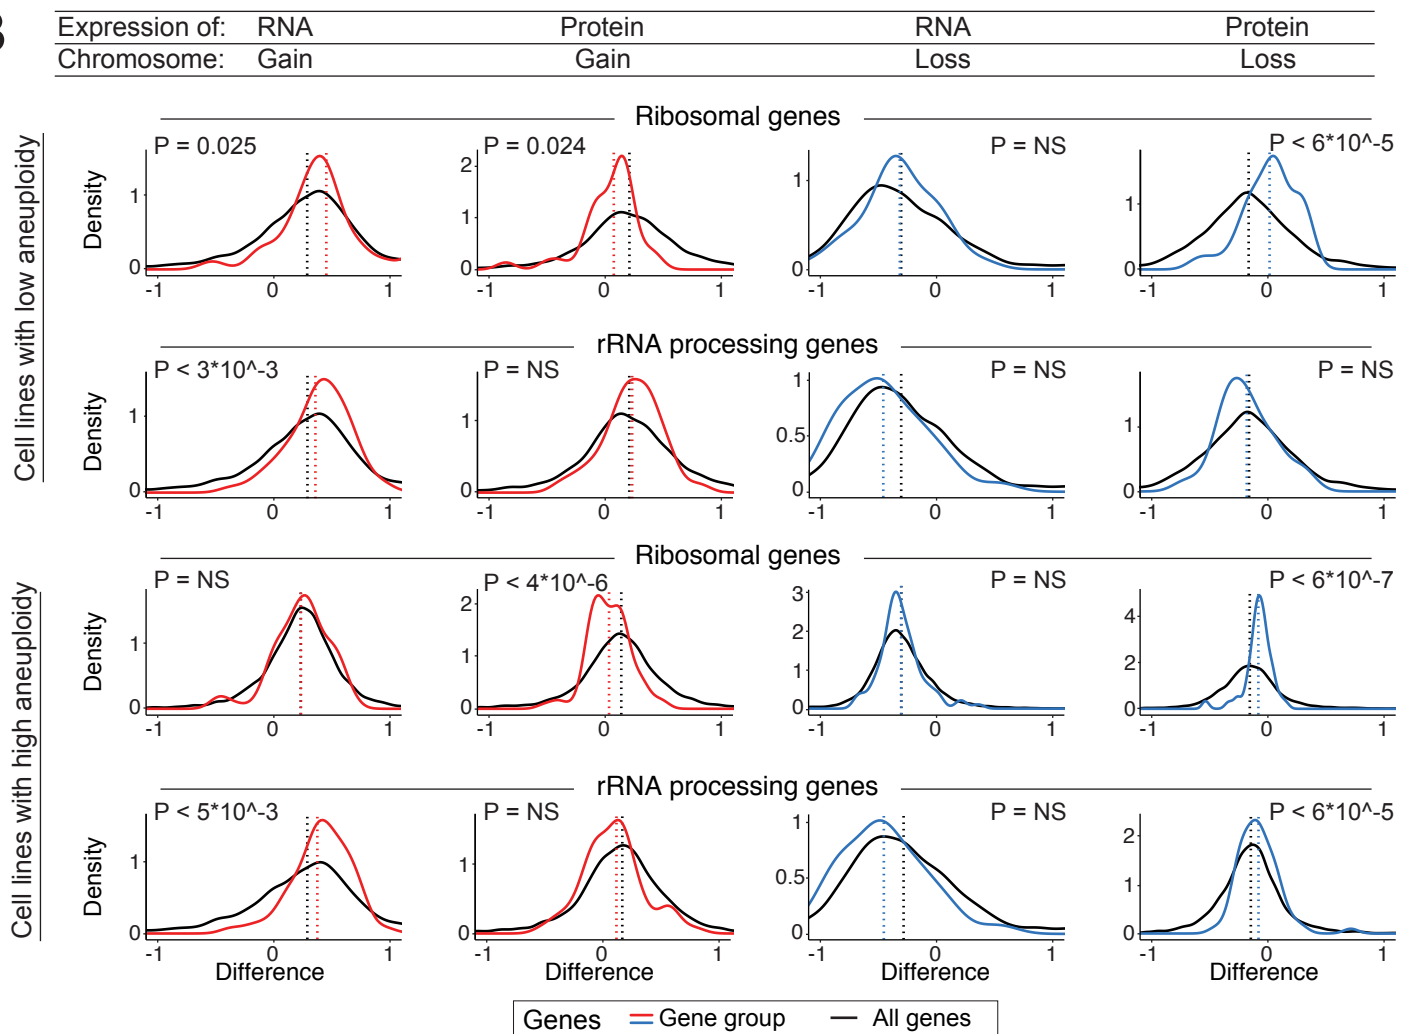 B
Expression of: RNA Protein RNA Protein
Chromosome: Gain Gain Loss Loss
Cell lines with low aneuploidy
Ribosomal genes
P = 0.025 P = 0.024 P = NS P < 6*10^-5
Density
1 0 2 1 0 1 0 1 0
-1 0 1 -1 0 1 -1 0 1 -1 0 1
rRNA processing genes
P < 3*10^-3 P = NS P = NS P = NS
Density
1 0 1 0 1 0.5 0 1 0
-1 0 1 -1 0 1 -1 0 1 -1 0 1
Cell lines with high aneuploidy
Ribosomal genes
P = NS P < 4*10^-6 P = NS P < 6*10^-7
Density
1 0 2 1 0 3 2 1 0 4 2 0
-1 0 1 -1 0 1 -1 0 1 -1 0 1
rRNA processing genes
P < 5*10^-3 P = NS P = NS P < 6*10^-5
Density
1 0 1 0 1 0.5 0 2 1 0
-1 0 1 -1 0 1 -1 0 1 -1 0 1
Difference Difference Difference Difference
Genes Gene group All genes